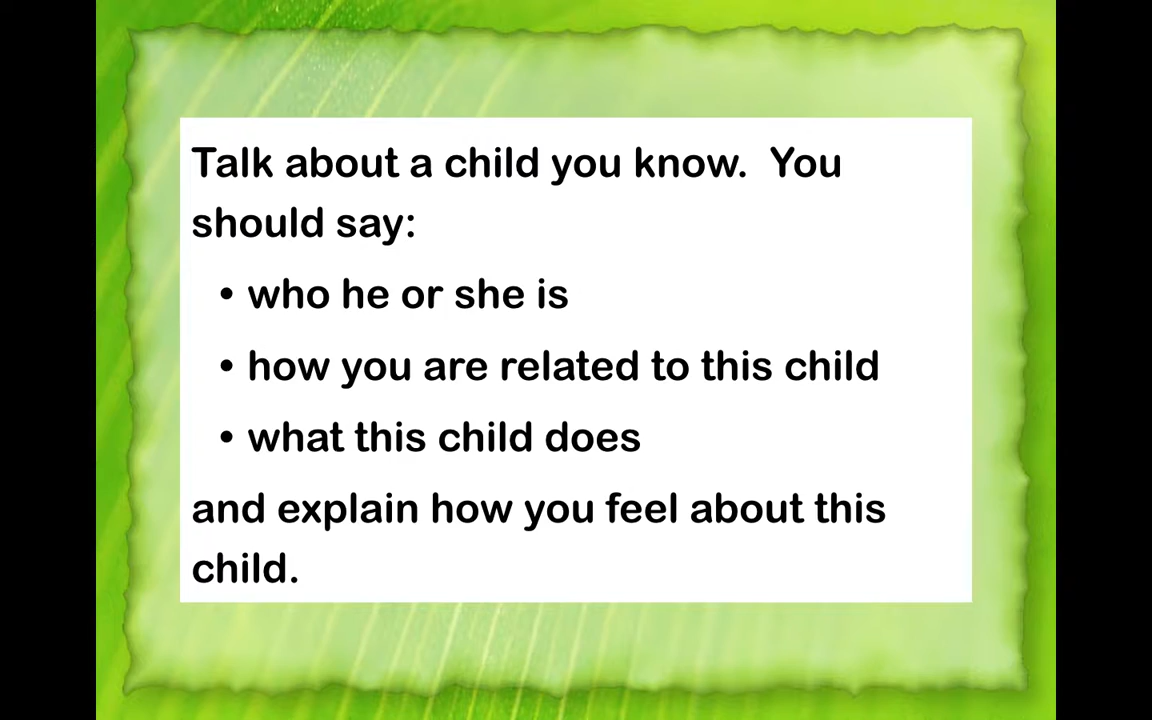 Talk about a child you know.  You
should say:
• who he or she is
• how you are related to this child
• what this child does
and explain how you feel about this
child.